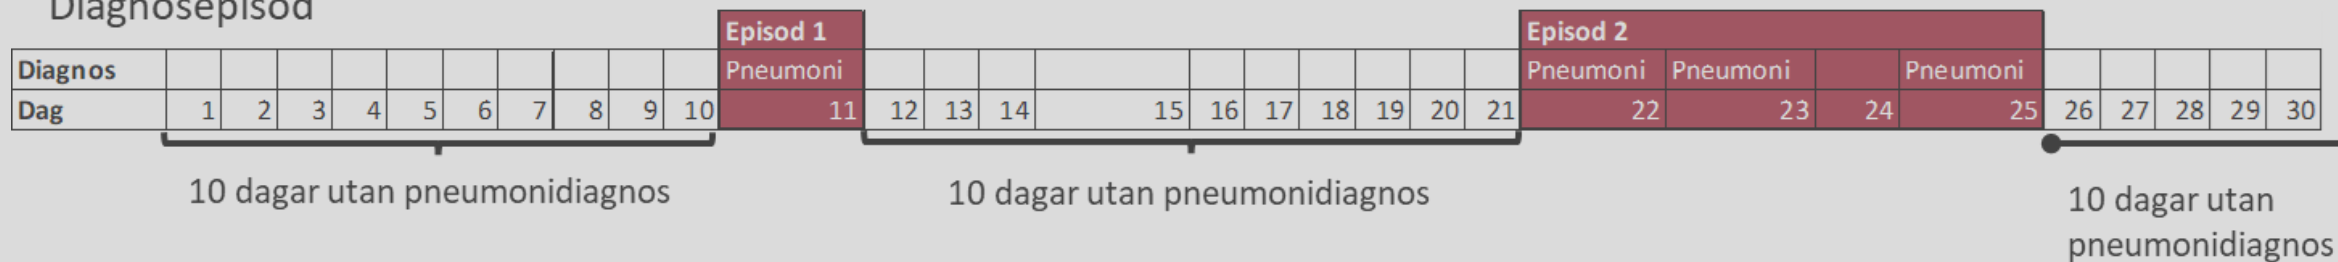 Diagnosepisod
Episod 1 Episod 2
Diagnos Pneumoni Pneumoni Pneumoni Pneumoni
Dag 1 2 3 4 5 6 7 8 9 10 11 12 13 14 15 16 17 18 19 20 21 22 23 24 25 26 27 28 29 30
10 dagar utan pneumonidiagnos 10 dagar utan pneumonidiagnos 10 dagar utan
pneumonidiagnos